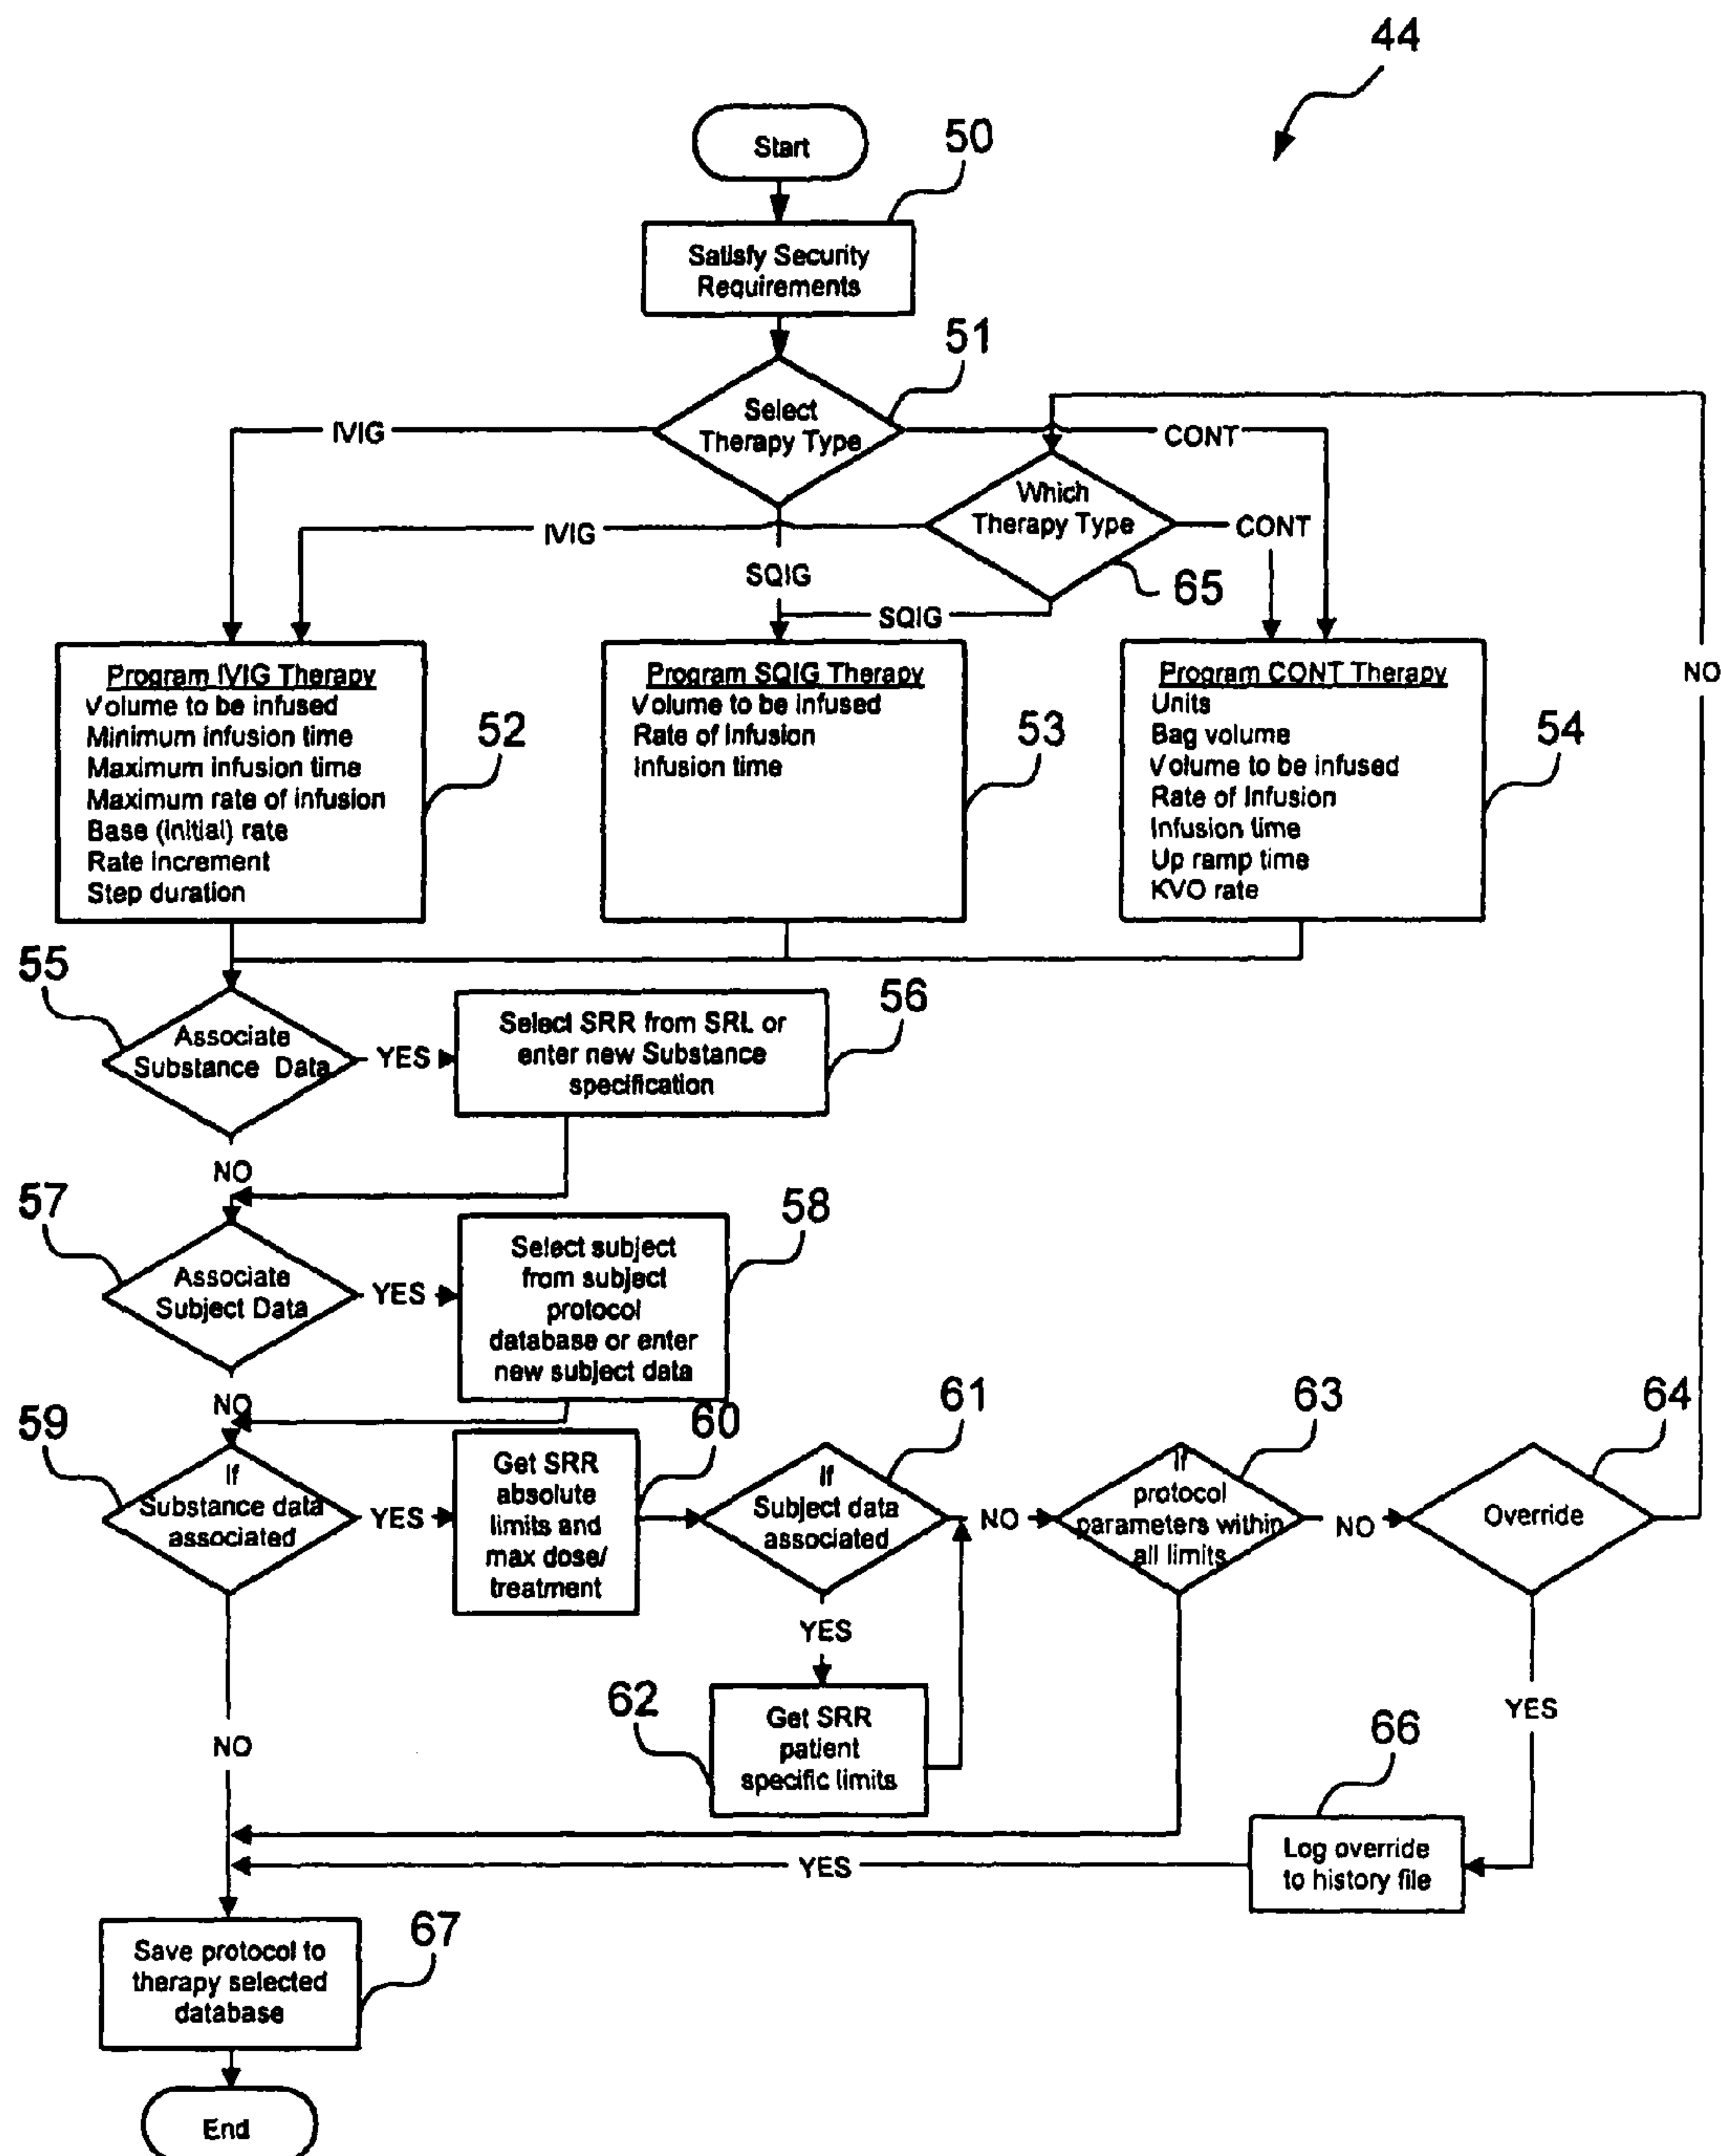 44
Start
50
Satisfy Security
Requirements
51
Select
Therapy Type
IVIG
CONT
Which
Therapy Type
IVIG
CONT
SQIG
65
SQIG
NO
Program IVIG Therapy
Volume to be infused
Minimum infusion time
Maximum infusion time
Maximum rate of infusion
Base (initial) rate
Rate increment
Step duration
52
Program SQIG Therapy
Volume to be infused
Rate of Infusion
Infusion time
53
Program CONT Therapy
Units
Bag volume
Volume to be infused
Rate of Infusion
Infusion time
Up ramp time
KVO rate
54
55
Associate
Substance Data
YES
Select SRR from SRL or
enter new Substance
specification
56
NO
57
Associate
Subject Data
YES
Select subject
from subject
protocol
database or enter
new subject data
58
NO
59
If
Substance data
associated
YES
60
Get SRR
absolute
limits and
max dose/
treatment
61
If
Subject data
associated
NO
63
If
protocol
parameters within
all limits
NO
64
Override
YES
62
Get SRR
patient
specific limits
NO
YES
66
Log override
to history file
YES
67
Save protocol to
therapy selected
database
End